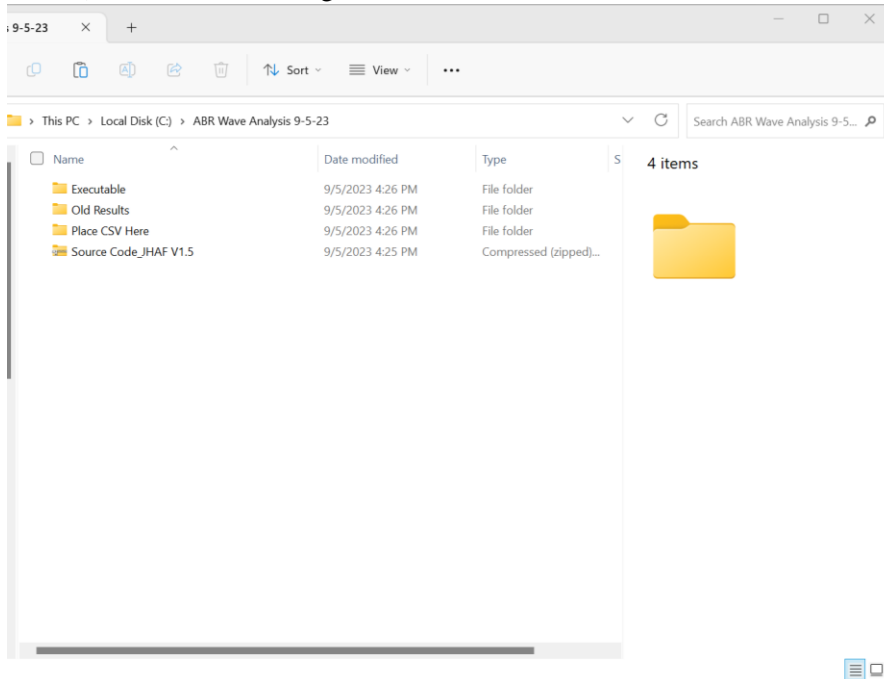 9-5-23
Sort
View
This PC > Local Disk (C:) > ABR Wave Analysis 9-5-23
Search ABR Wave Analysis 9-5...
Name Date modified Type S
4 items
Executable 9/5/2023 4:26 PM File folder
Old Results 9/5/2023 4:26 PM File folder
Place CSV Here 9/5/2023 4:26 PM File folder
Source Code_JHAF V1.5 9/5/2023 4:25 PM Compressed (zipped)...